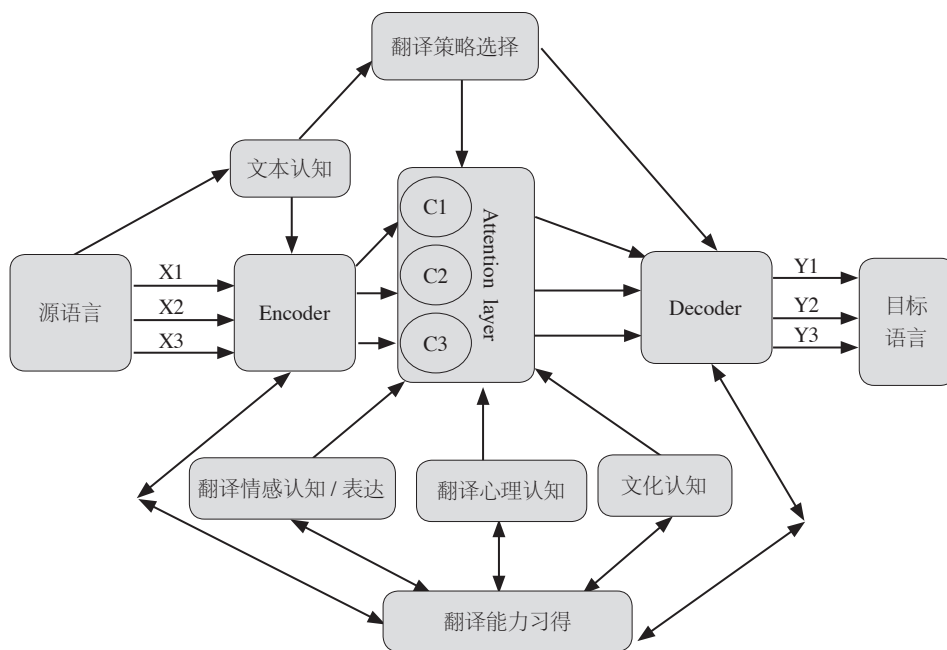 翻译策略选择
文本认知
源语言
X1
X2
X3
Encoder
C1
C2
C3
Attention layer
Decoder
Y1
Y2
Y3
目标
语言
翻译情感认知 / 表达
翻译心理认知
文化认知
翻译能力习得